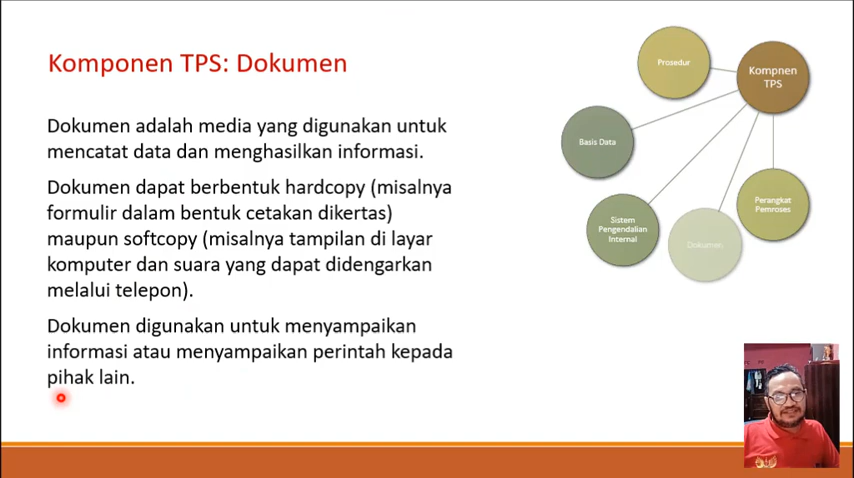 Komponen TPS: Dokumen
Dokumen adalah media yang digunakan untuk
mencatat data dan menghasilkan informasi.
Dokumen dapat berbentuk hardcopy (misalnya
formulir dalam bentuk cetakan dikertas)
maupun softcopy (misalnya tampilan di layar
komputer dan suara yang dapat didengarkan
melalui telepon).
Dokumen digunakan untuk menyampaikan
informasi atau menyampaikan perintah kepada
pihak lain.
Prosedur
Kompnen
TPS
Basis Data
Sistem
Pengendalian
Internal
Dokumen
Perangkat
Pemroses